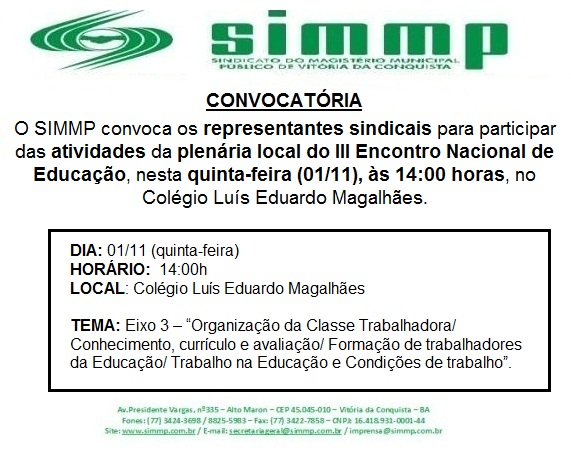 simmp
SINDICATO DO MAGISTÉRIO MUNICIPAL
PÚBLICO DE VITÓRIA DA CONQUISTA
CONVOCATÓRIA
O SIMMP convoca os representantes sindicais para participar
das atividades da plenária local do III Encontro Nacional de
Educação, nesta quinta-feira (01/11), às 14:00 horas, no
Colégio Luís Eduardo Magalhães.
DIA: 01/11 (quinta-feira)
HORÁRIO: 14:00h
LOCAL: Colégio Luís Eduardo Magalhães
TEMA: Eixo 3 – “Organização da Classe Trabalhadora/
Conhecimento, currículo e avaliação/ Formação de trabalhadores
da Educação/ Trabalho na Educação e Condições de trabalho”.
Av.Presidente Vargas, nº335 – Alto Maron – CEP 45.045-010 – Vitória da Conquista – BA
Fones: (77) 3424-3698 / 8825-5983 – Fax: (77) 3422-7858 – CNPJ: 16.418.931-0001-44
Site: www.simmp.com.br / E-mail: secretariageral@simmp.com.br / imprensa@simmp.com.br